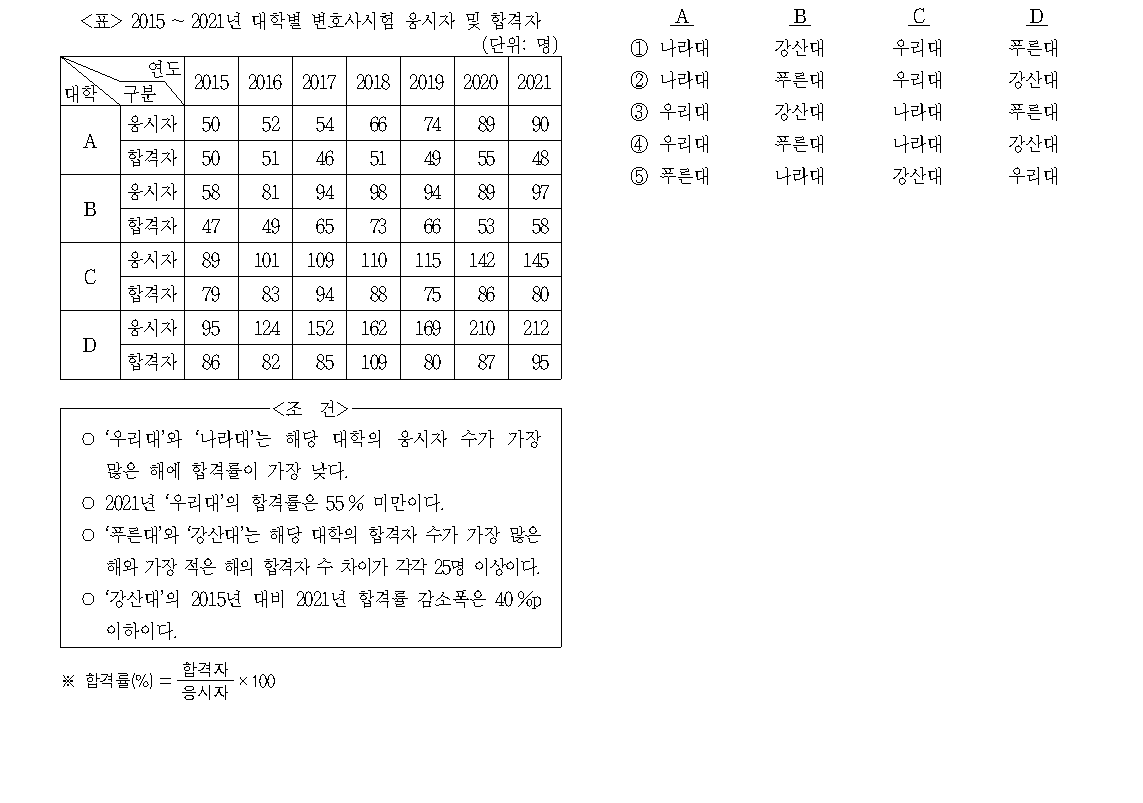 <표> 2015 ~ 2021년 대학별 변호사시험 응시자 및 합격자
(단위: 명)
연도 2015 2016 2017 2018 2019 2020 2021
대학 구분
A 응시자 50 52 54 66 74 89 90
합격자 50 51 46 51 49 55 48
B 응시자 58 81 94 98 94 89 97
합격자 47 49 65 73 66 53 58
C 응시자 89 101 109 110 115 142 145
합격자 79 83 94 88 75 86 80
D 응시자 95 124 152 162 169 210 212
합격자 86 82 85 109 80 87 95
<조 건>
○ ‘우리대’와 ‘나라대’는 해당 대학의 응시자 수가 가장
많은 해에 합격률이 가장 낮다.
○ 2021년 ‘우리대’의 합격률은 55% 미만이다.
○ ‘푸른대’와 ‘강산대’는 해당 대학의 합격자 수가 가장 많은
해와 가장 적은 해의 합격자 수 차이가 각각 25명 이상이다.
○ ‘강산대’의 2015년 대비 2021년 합격률 감소폭은 40%p
이하이다.
※ 합격률(%) = 합격자
응시자 × 100
A B C D
① 나라대 강산대 우리대 푸른대
② 나라대 푸른대 우리대 강산대
③ 우리대 강산대 나라대 푸른대
④ 우리대 푸른대 나라대 강산대
⑤ 푸른대 나라대 강산대 우리대